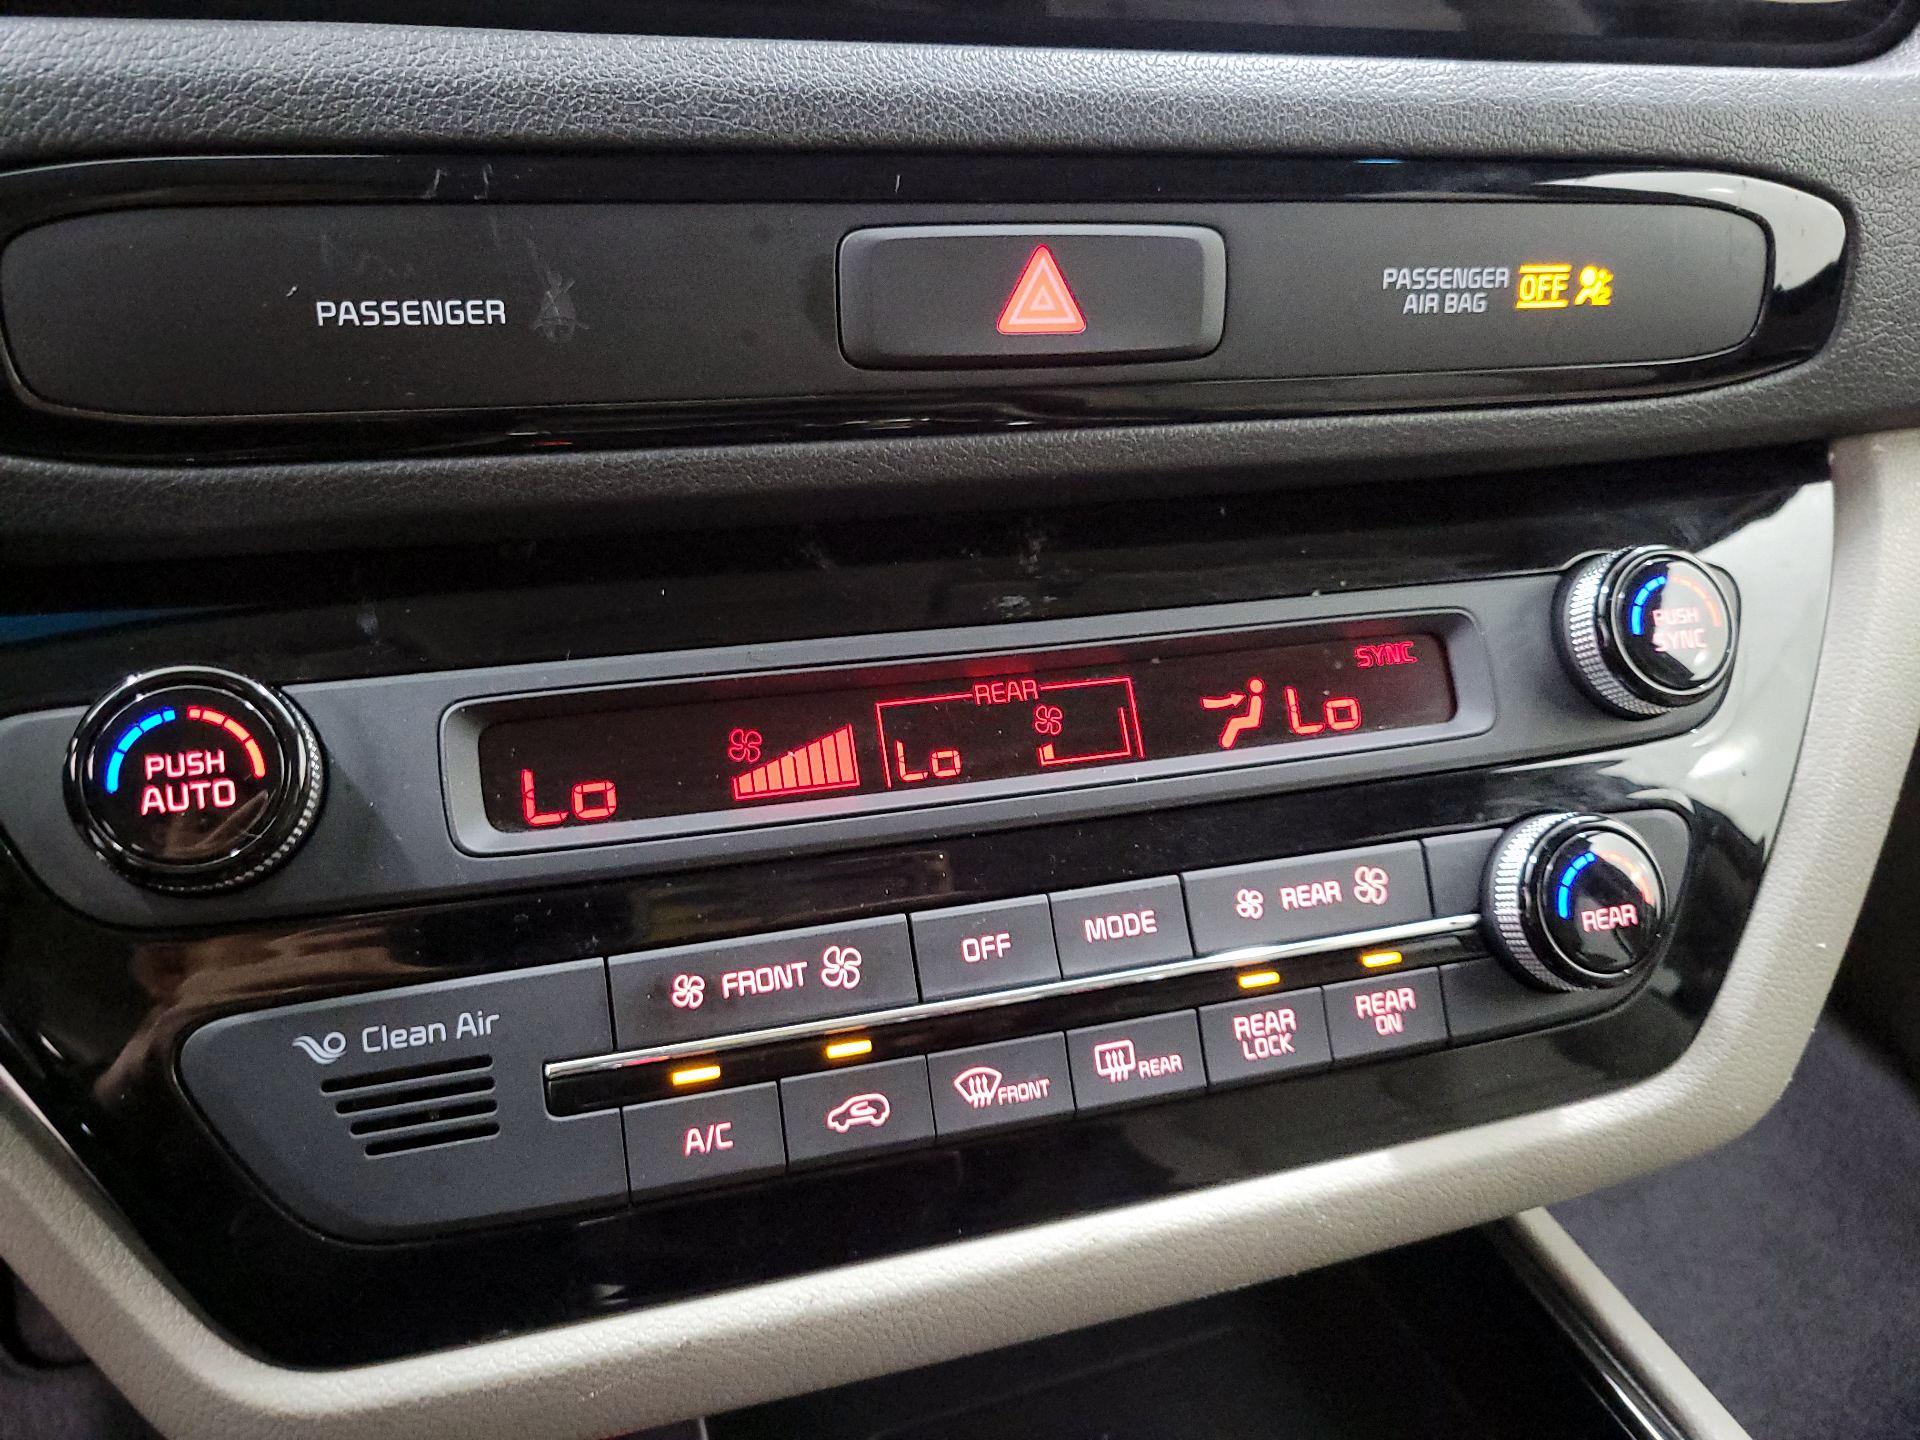 PASSENGER
PASSENGER OFF
AIR BAG
PUSH
SYNC
SYNC
REAR
Lo
Lo
Lo
PUSH
AUTO
FRONT
OFF
MODE
REAR
REAR
Clean Air
A/C
FRONT
REAR
REAR
LOCK
REAR
ON